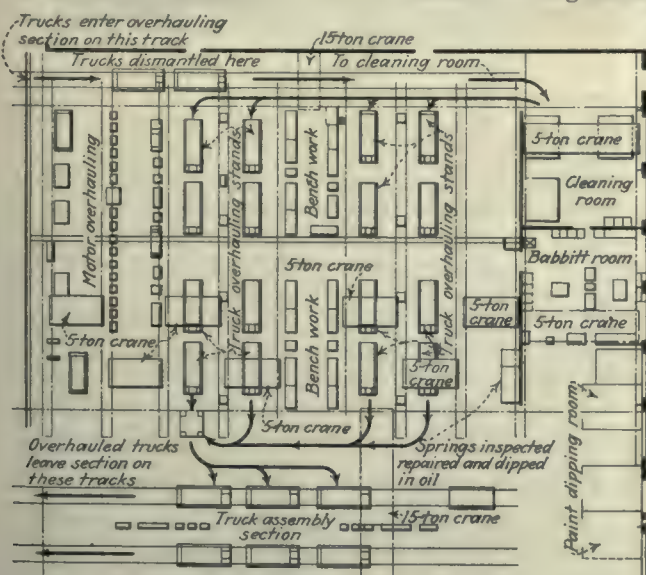 Trucks enter overhauling
section on this track
15-ton crane
Trucks dismantled here
To cleaning room
5-ton crane
Motor overhauling
Truck overhauling stands
Bench work
Truck overhauling stands
Cleaning
room
Babbitt room
5-ton crane
5-ton
crane
5-ton crane
5-ton crane
Bench work
5-ton
crane
5-ton crane
Overhauled trucks
leave section on
these tracks
Springs inspected
repaired and dipped
in oil
Paint dipping room
Truck assembly
section
15-ton crane